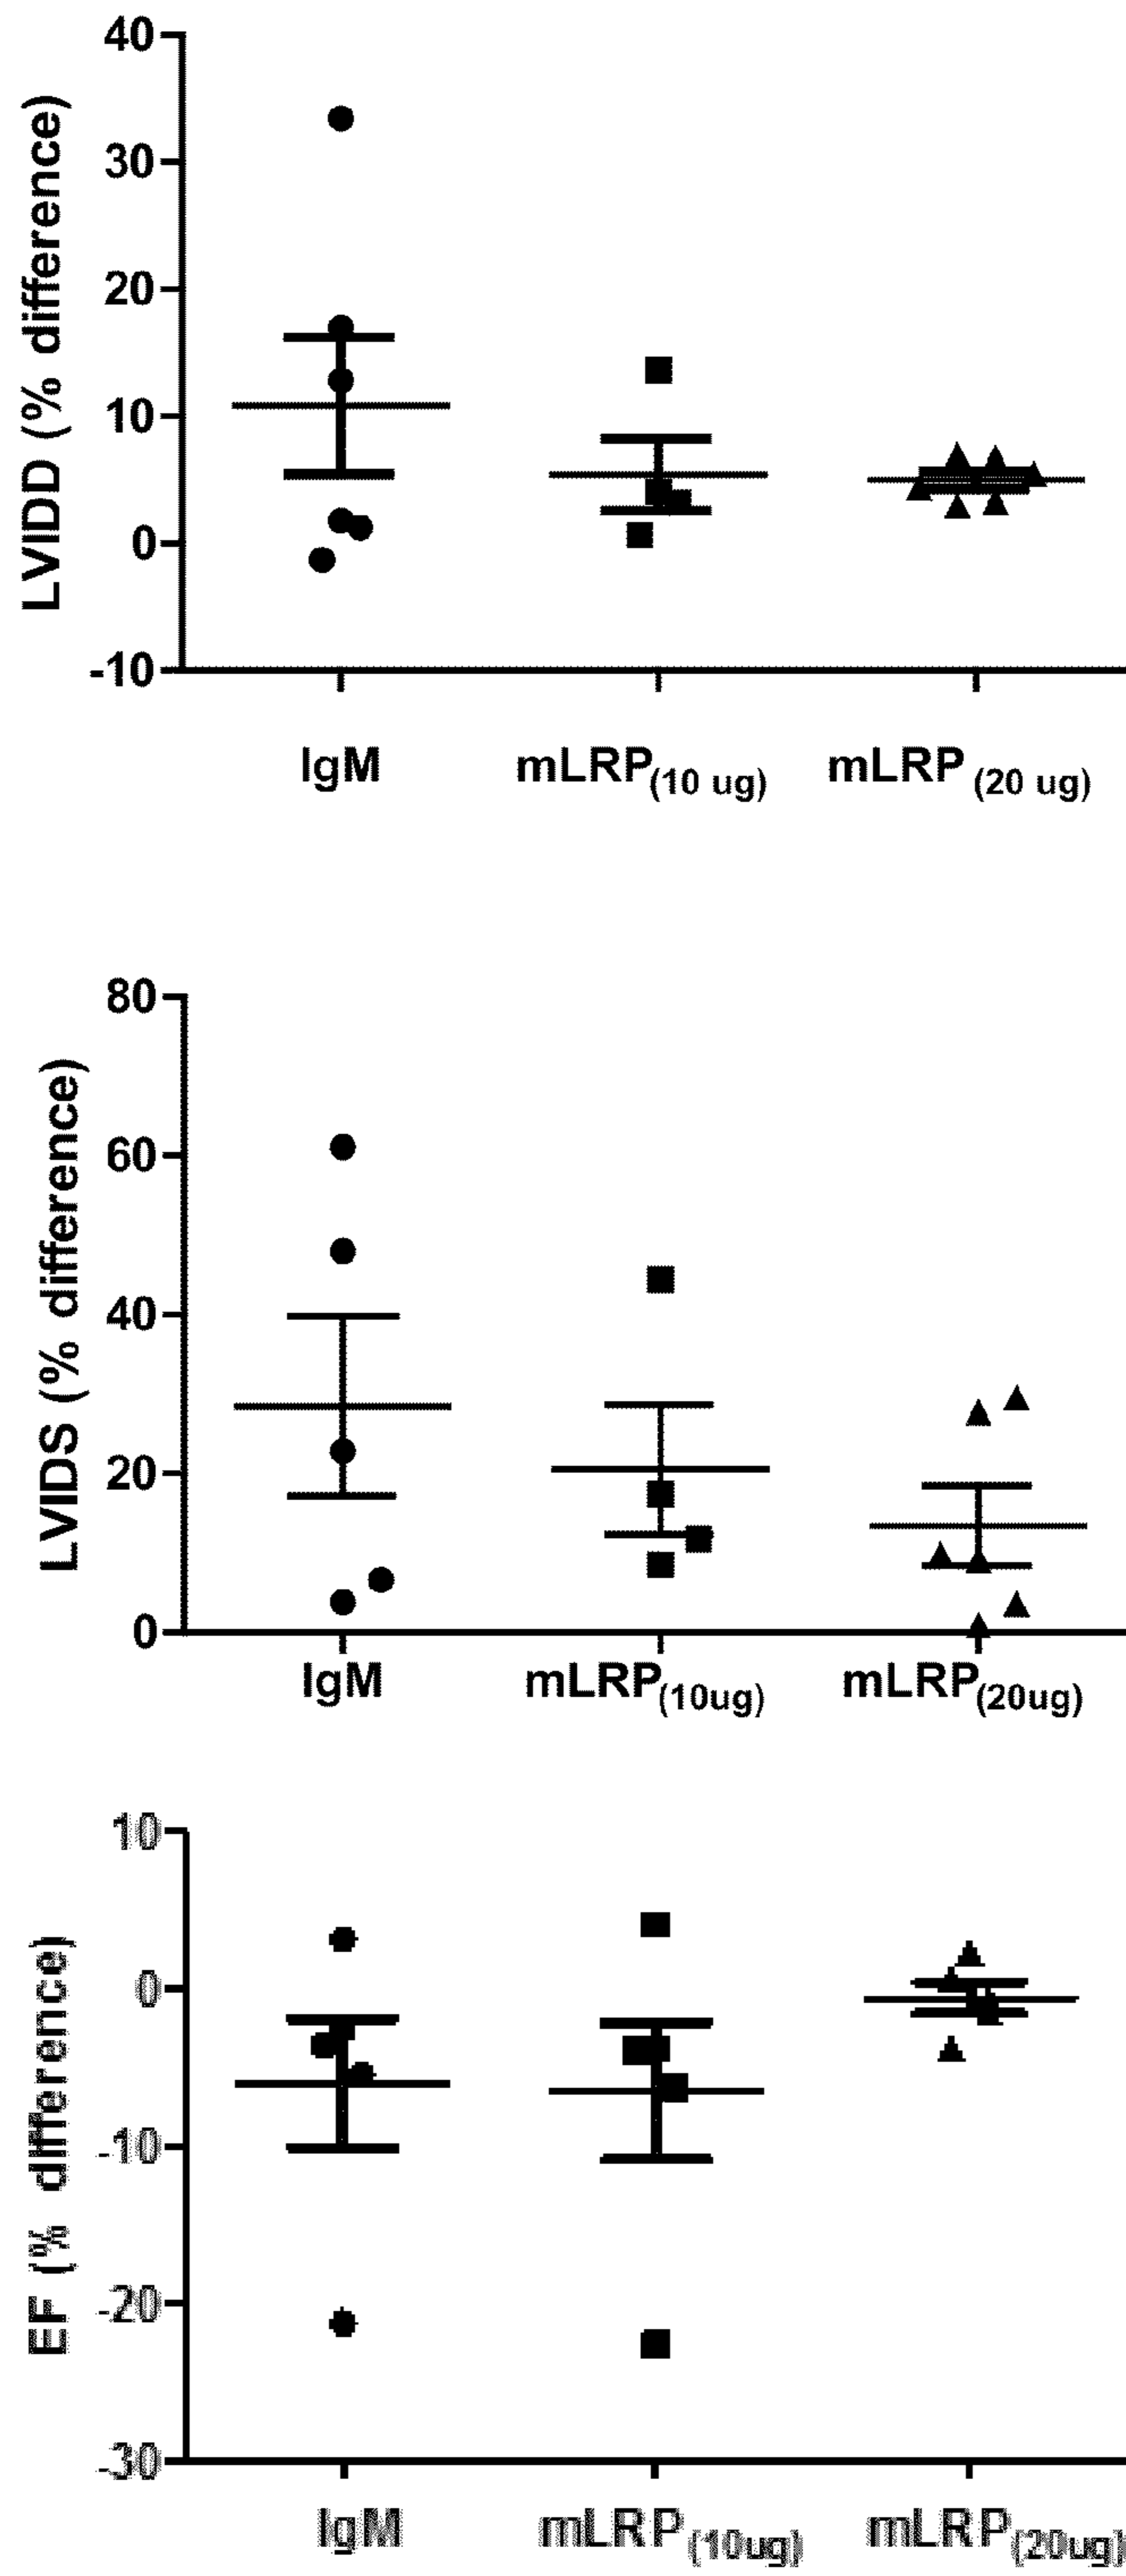 LVIDD (% difference)
40
30
20
10
0
-10
IgM mLRP(10 ug) mLRP (20 ug)
LVIDS (% difference)
80
60
40
20
0
IgM mLRP(10ug) mLRP(20ug)
EF (% difference)
10
0
-10
-20
-30
IgM mLRP(10ug) mLRP(20ug)